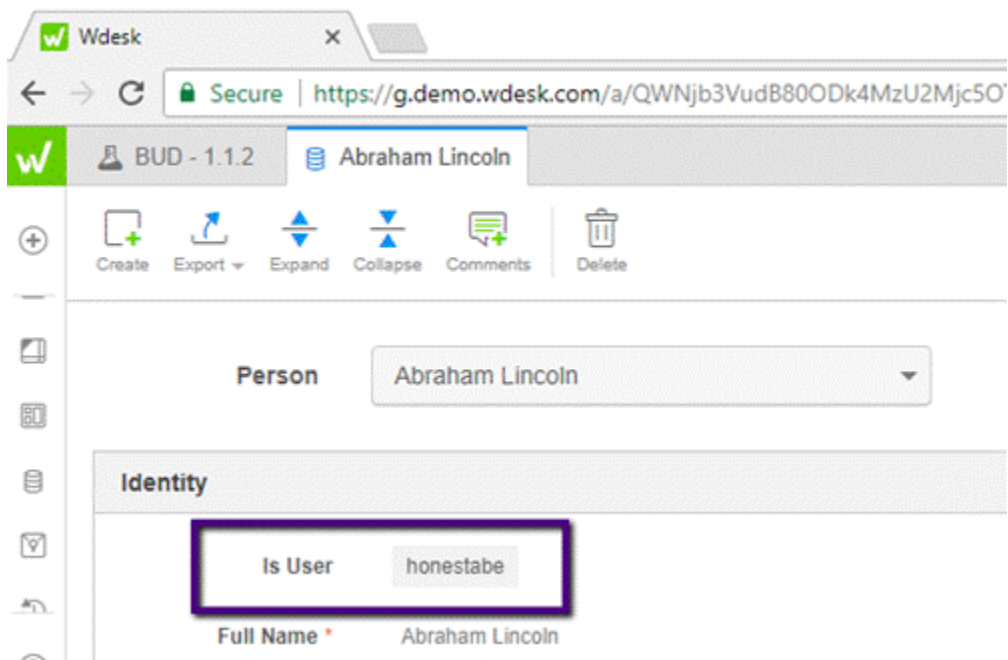 Wdesk
Secure | https://g.demo.wdesk.com/a/QWNjb3VudB80ODk4MzU2Mjc5O
BUD - 1.1.2 Abraham Lincoln
Create Export Expand Collapse Comments Delete
Person Abraham Lincoln
Identity
Is User honestabe
Full Name * Abraham Lincoln